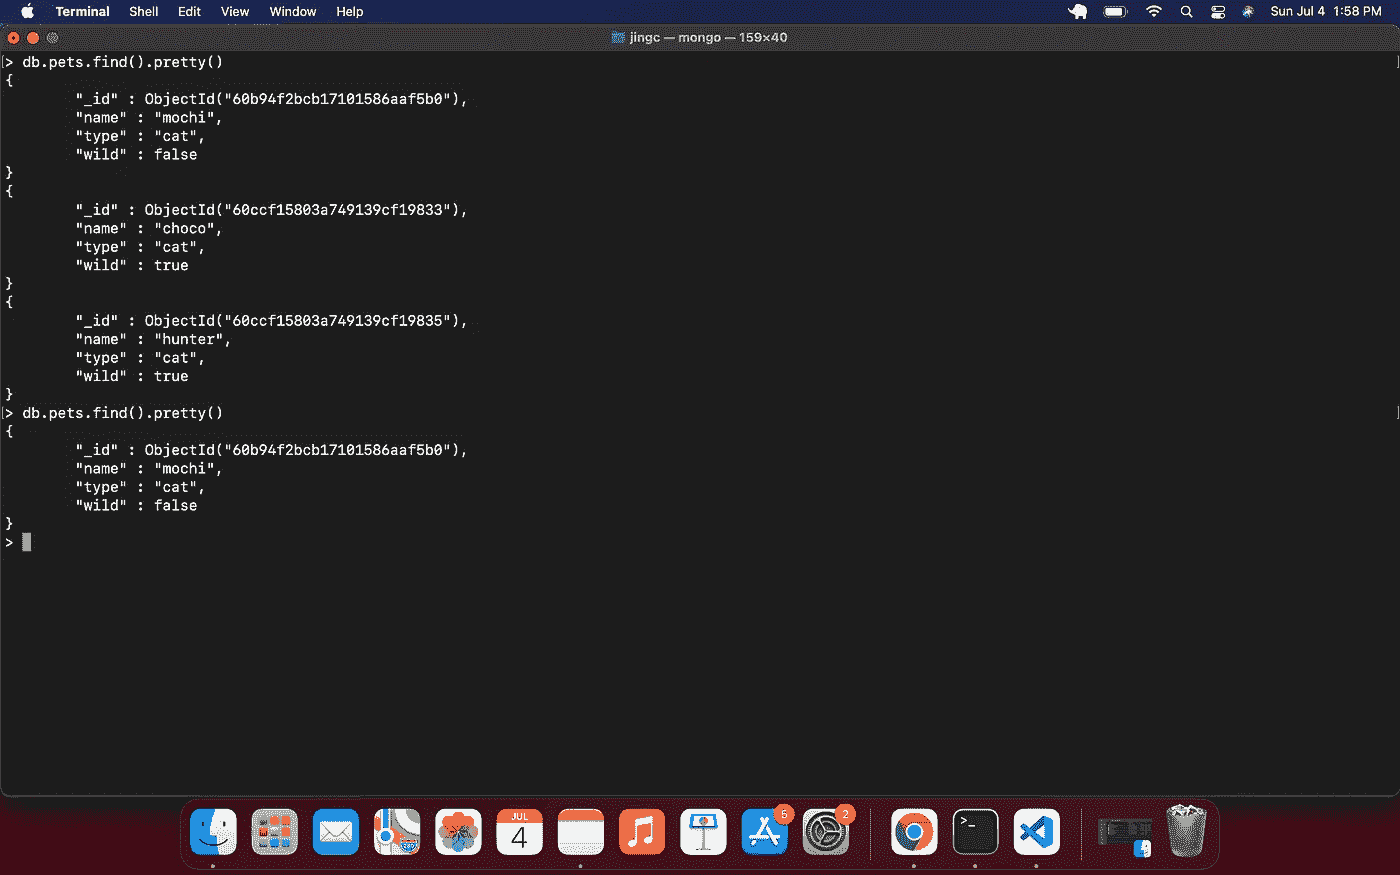 Terminal Shell Edit View Window Help Sun Jul 4 1:58 PM
jingc — mongo — 159×40
[> db.pets.find().pretty() ]
{
"_id" : ObjectId("60b94f2bcb17101586aaf5b0"),
"name" : "mochi",
"type" : "cat",
"wild" : false
}
{
"_id" : ObjectId("60ccf15803a749139cf19833"),
"name" : "choco",
"type" : "cat",
"wild" : true
}
{
"_id" : ObjectId("60ccf15803a749139cf19835"),
"name" : "hunter",
"type" : "cat",
"wild" : true
}
[> db.pets.find().pretty() ]
{
"_id" : ObjectId("60b94f2bcb17101586aaf5b0"),
"name" : "mochi",
"type" : "cat",
"wild" : false
}
>
JUL
4
5
2
>_